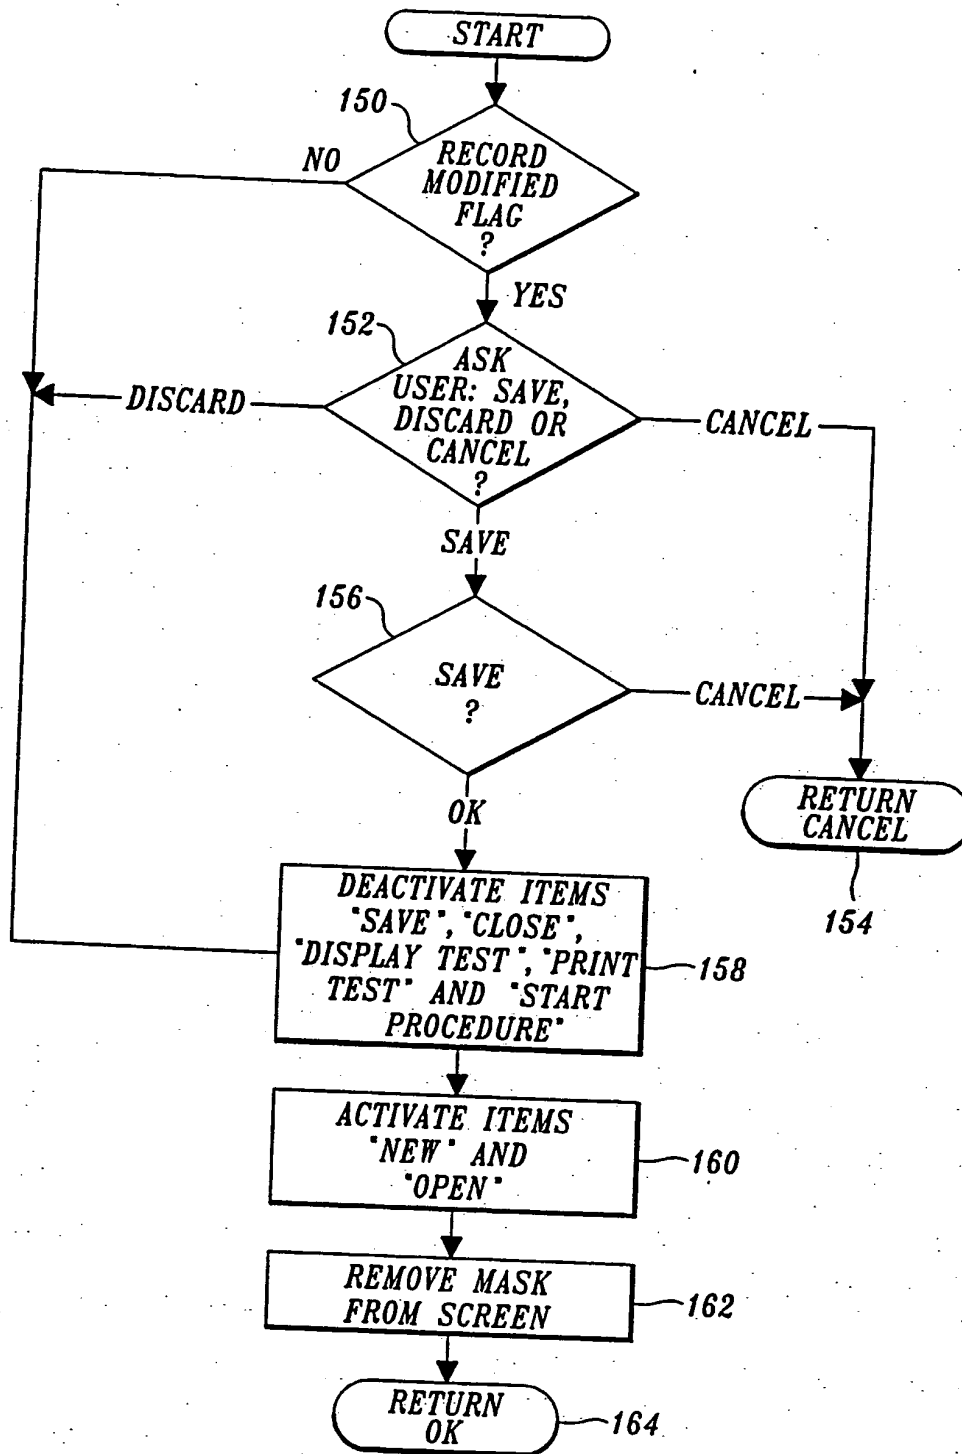 START
150
RECORD
MODIFIED
FLAG
?
NO
YES
152
ASK
USER: SAVE,
DISCARD OR
CANCEL
?
DISCARD
CANCEL
SAVE
156
SAVE
?
CANCEL
OK
RETURN
CANCEL
154
DEACTIVATE ITEMS
"SAVE", "CLOSE",
"DISPLAY TEST", "PRINT
TEST" AND "START
PROCEDURE"
158
ACTIVATE ITEMS
"NEW" AND
"OPEN"
160
REMOVE MASK
FROM SCREEN
162
RETURN
OK
164